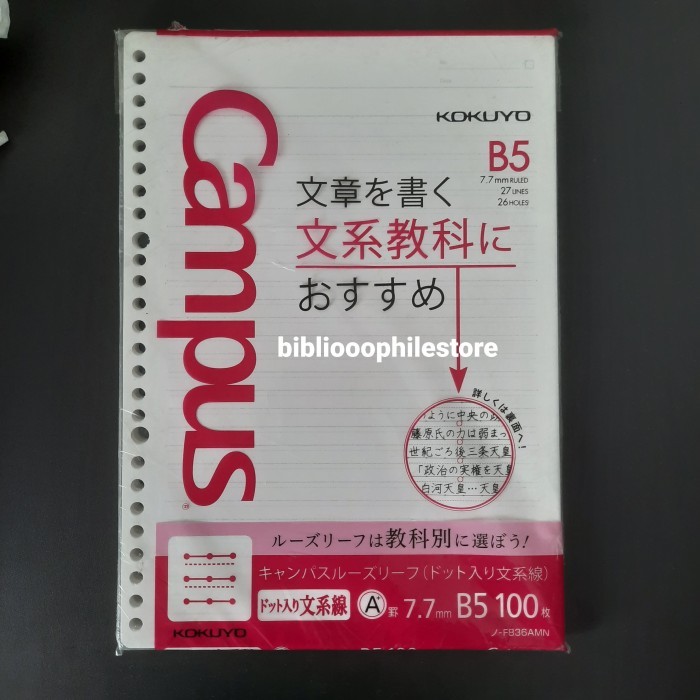 Campus
KOKUYO
B5
7.7mm RULED
27 LINES
26 HOLES
文章を書く
文系教科に
おすすめ
biblioophilestore
詳しくは裏面へ!
ように中央の
藤原氏の力は弱まっ
世紀ごろ後三条天皇
「政治の実権を天皇
白河天皇…天皇
ルーズリーフは教科別に選ぼう!
キャンパスルーズリーフ(ドット入り文系線)
ドット入り文系線 A 罫 7.7mm B5 100枚
KOKUYO ノ-F836AMN